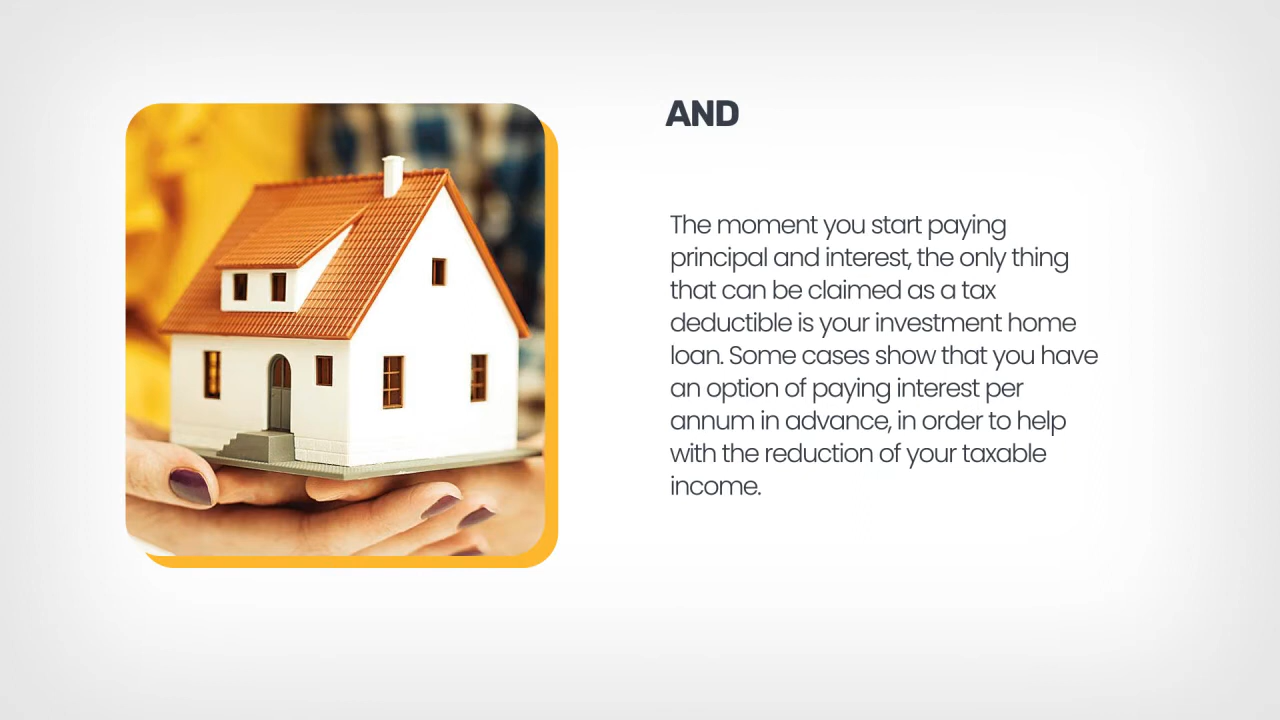 AND
The moment you start paying
principal and interest, the only thing
that can be claimed as a tax
deductible is your investment home
loan. Some cases show that you have
an option of paying interest per
annum in advance, in order to help
with the reduction of your taxable
income.